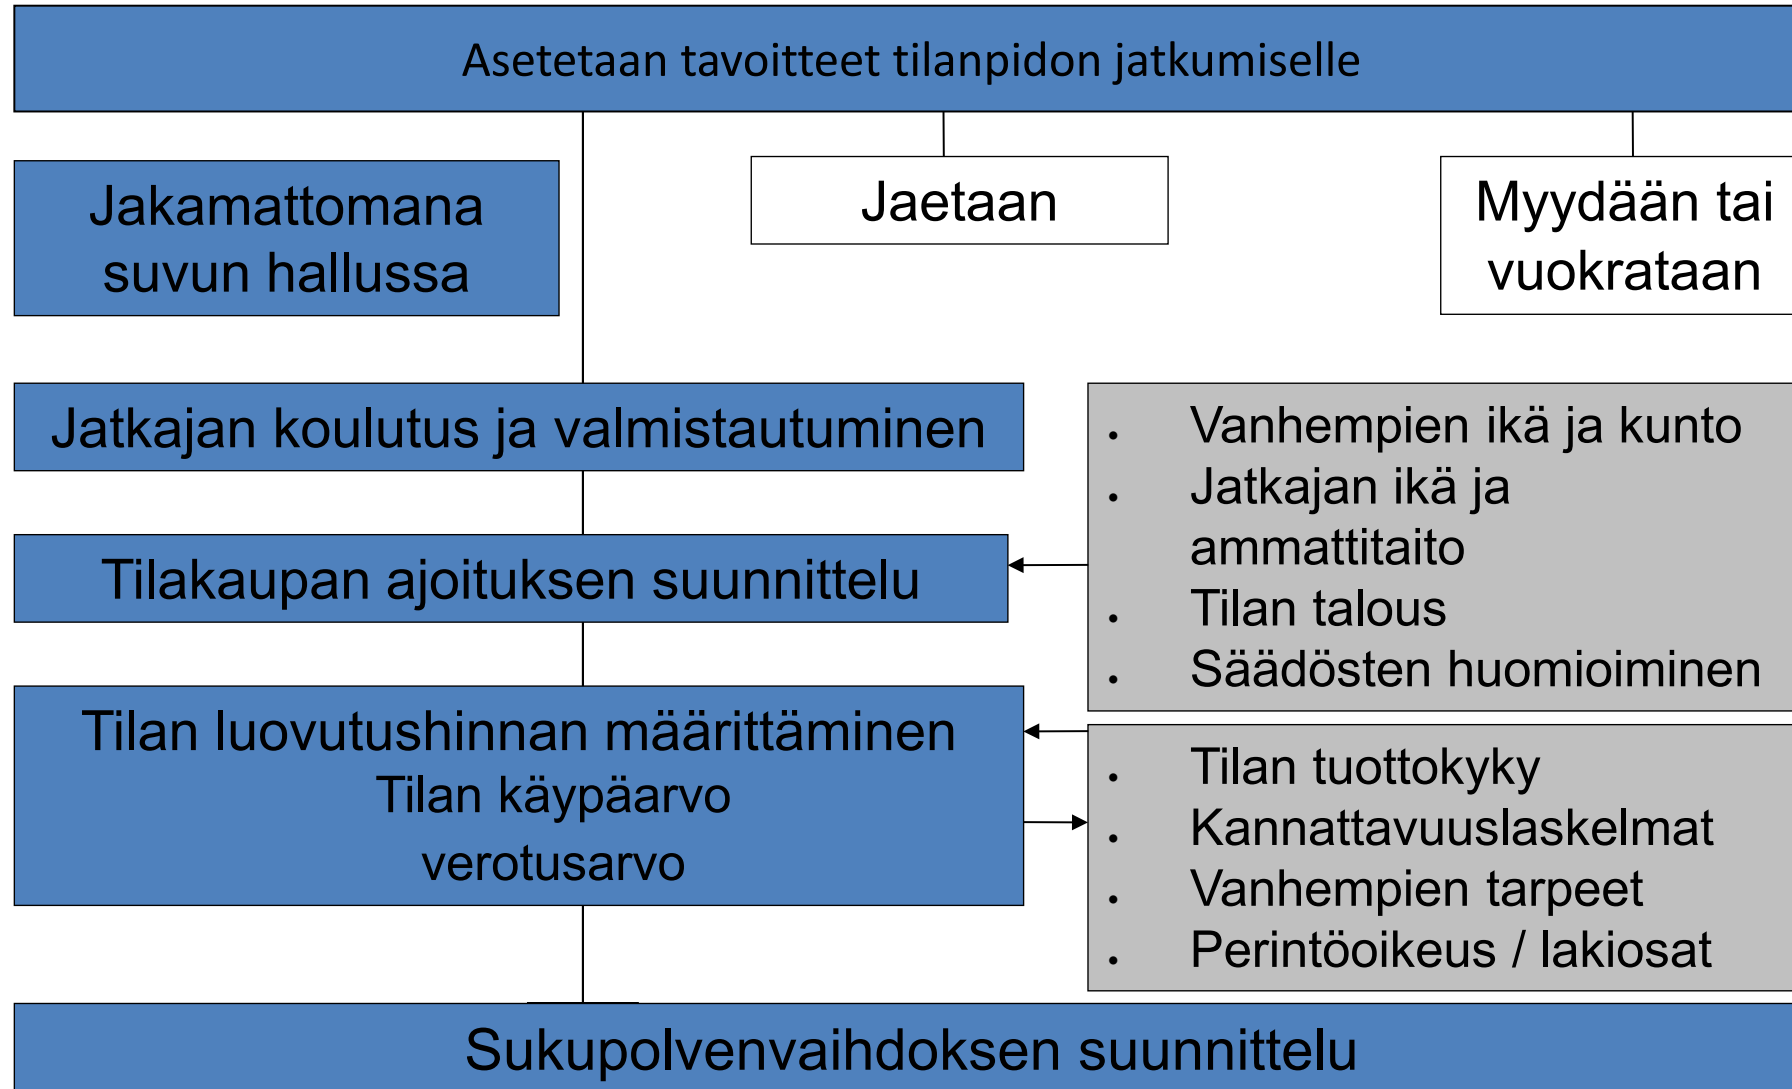 Asetetaan tavoitteet tilanpidon jatkumiselle
Jakamattomana
suvun hallussa
Jaetaan
Myydään tai
vuokrataan
Jatkajan koulutus ja valmistautuminen
Tilakaupan ajoituksen suunnittelu
• Vanhempien ikä ja kunto
• Jatkajan ikä ja
ammattitaito
• Tilan talous
• Säädösten huomioiminen
Tilan luovutushinnan määrittäminen
Tilan käypäarvo
verotusarvo
• Tilan tuottokyky
• Kannattavuuslaskelmat
• Vanhempien tarpeet
• Perintöoikeus / lakiosat
Sukupolvenvaihdoksen suunnittelu